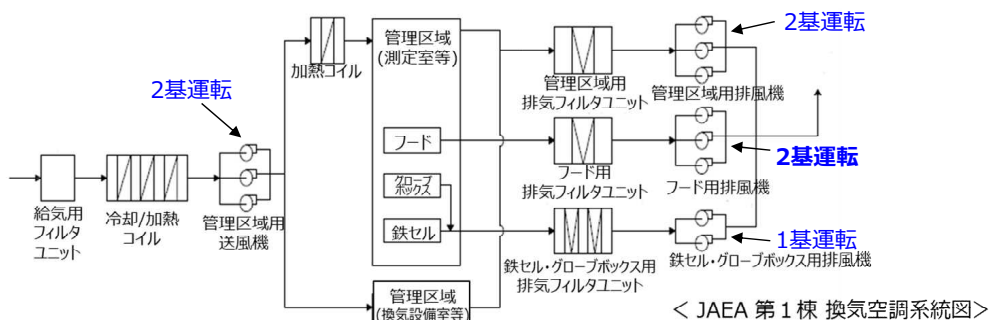 2基運転
管理区域
(測定室等)
加熱コイル
管理区域用
排気フィルタユニット
管理区域用排風機
2基運転
フード
フード用
排気フィルタユニット
2基運転
フード用排風機
グローブ
ボックス
給気用
フィルタ
ユニット
冷却/加熱
コイル
管理区域用
送風機
鉄セル
1基運転
鉄セル・グローブボックス用
排気フィルタユニット
鉄セル・グローブボックス用排風機
管理区域
(換気設備室等)
2基運転
< JAEA 第1棟 換気空調系統図>